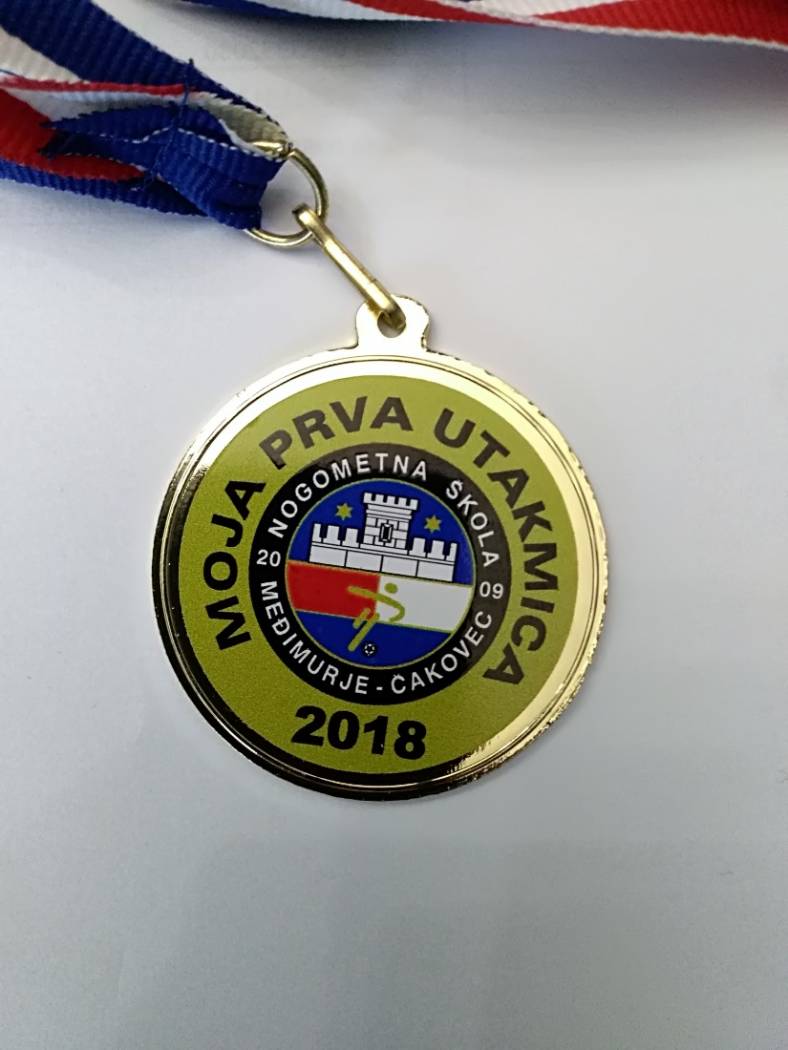 MOJA PRVA UTAKMICA
NOGOMETNA ŠKOLA
20 09
MEĐIMURJE - ČAKOVEC
2018